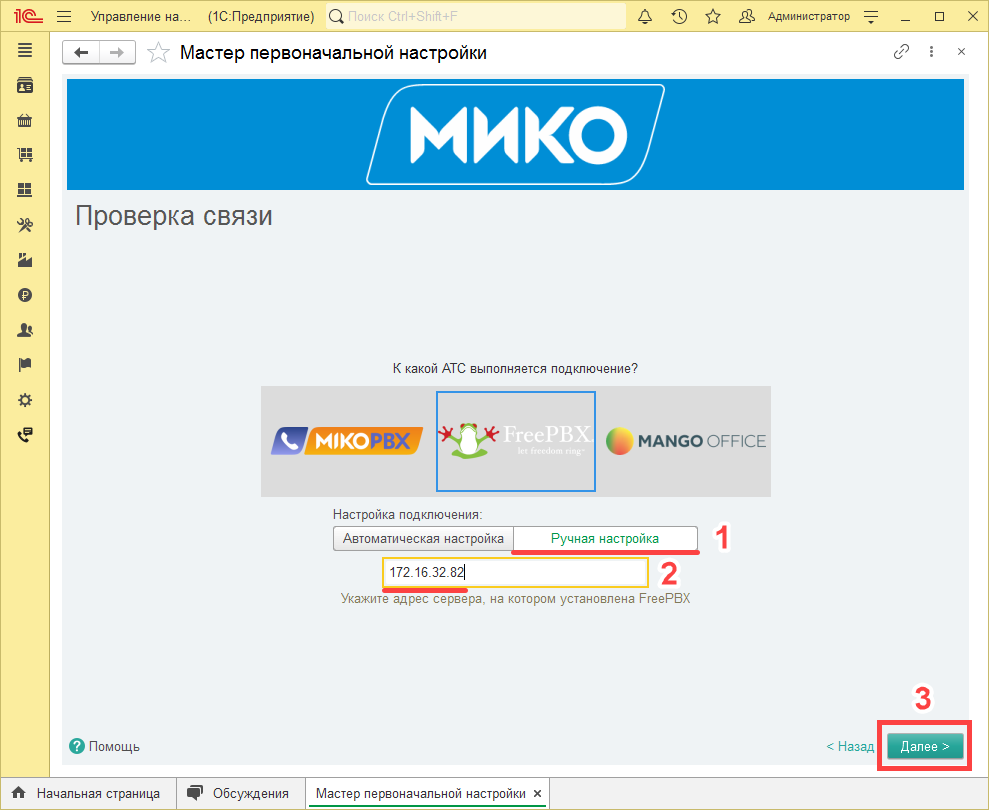 1С Управление на... (1С:Предприятие) Поиск Ctrl+Shift+F Администратор
Мастер первоначальной настройки
МИКО
Проверка связи
К какой АТС выполняется подключение?
MIKOPBX FreePBX MANGO OFFICE
let freedom ring
Настройка подключения:
Автоматическая настройка Ручная настройка 1
172.16.32.82 2
Укажите адрес сервера, на котором установлена FreePBX
3
? Помощь < Назад Далее >
Начальная страница Обсуждения Мастер первоначальной настройки ×